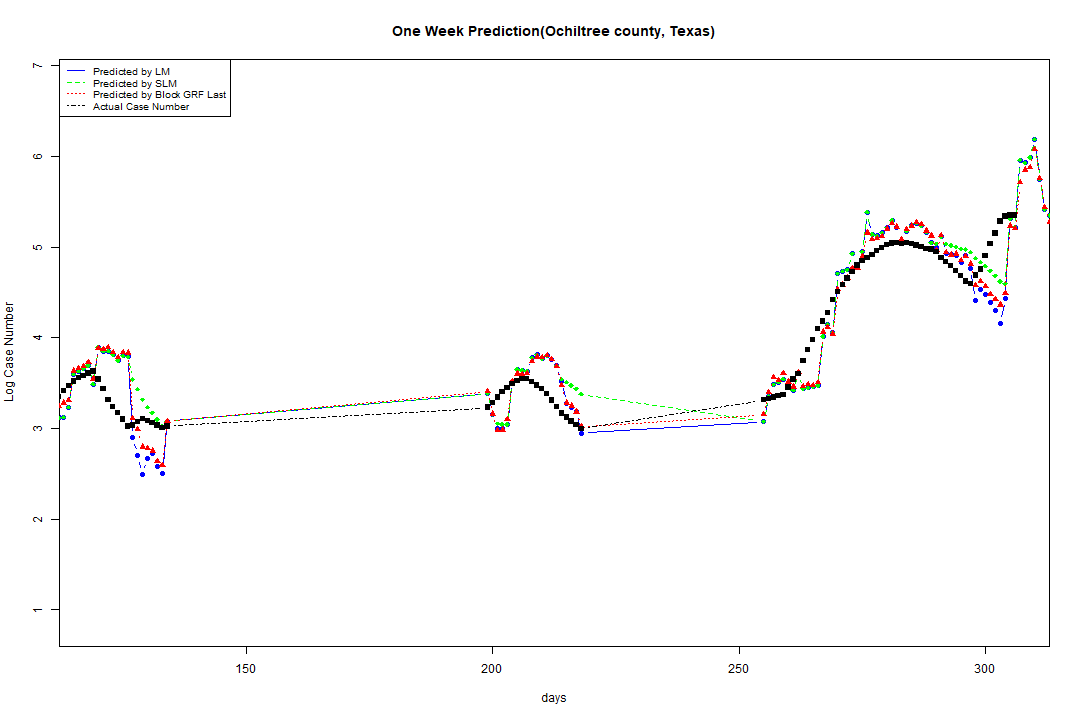 One Week Prediction(Ochiltree county, Texas)
Predicted by LM
Predicted by SLM
Predicted by Block GRF Last
Actual Case Number
7
6
5
4
3
2
1
Log Case Number
150
200
250
300
days